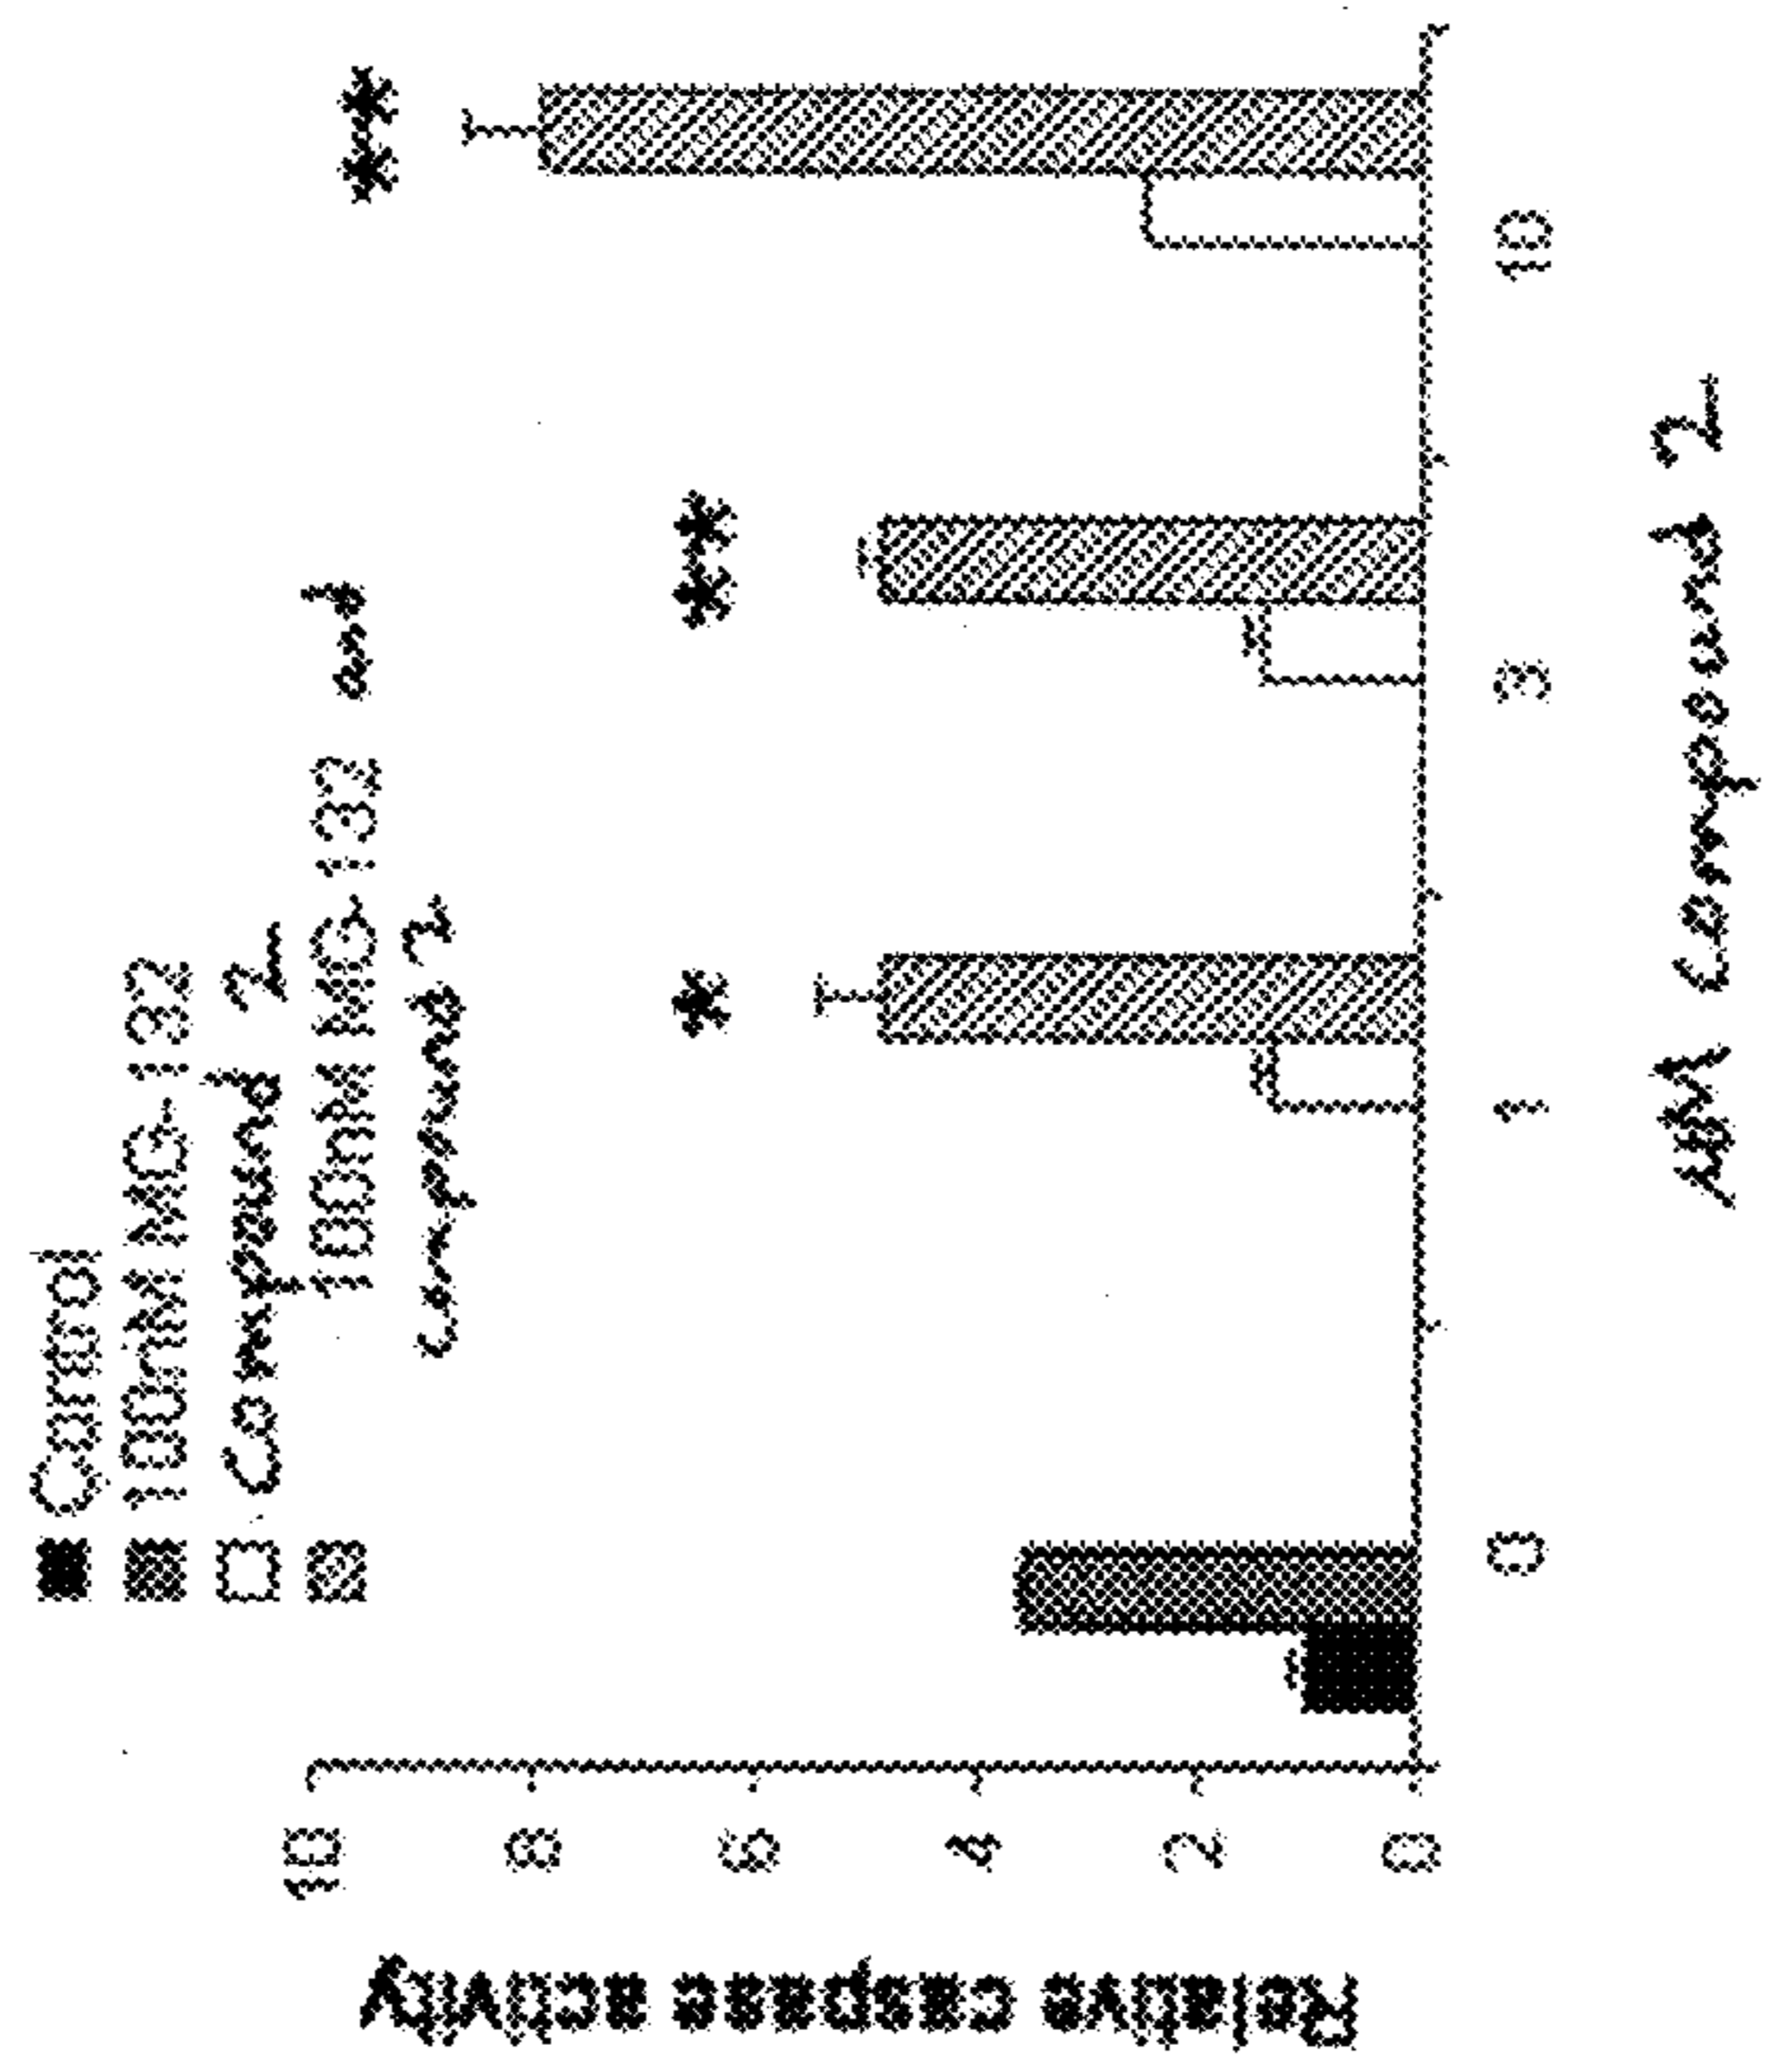 Control
100nM MG-132
Compound 2
100nM MG-132 and
Compound 2
**
**
*
10
8
6
4
2
0
Relative caspase activity
0 1 3 10
μM Compound 2